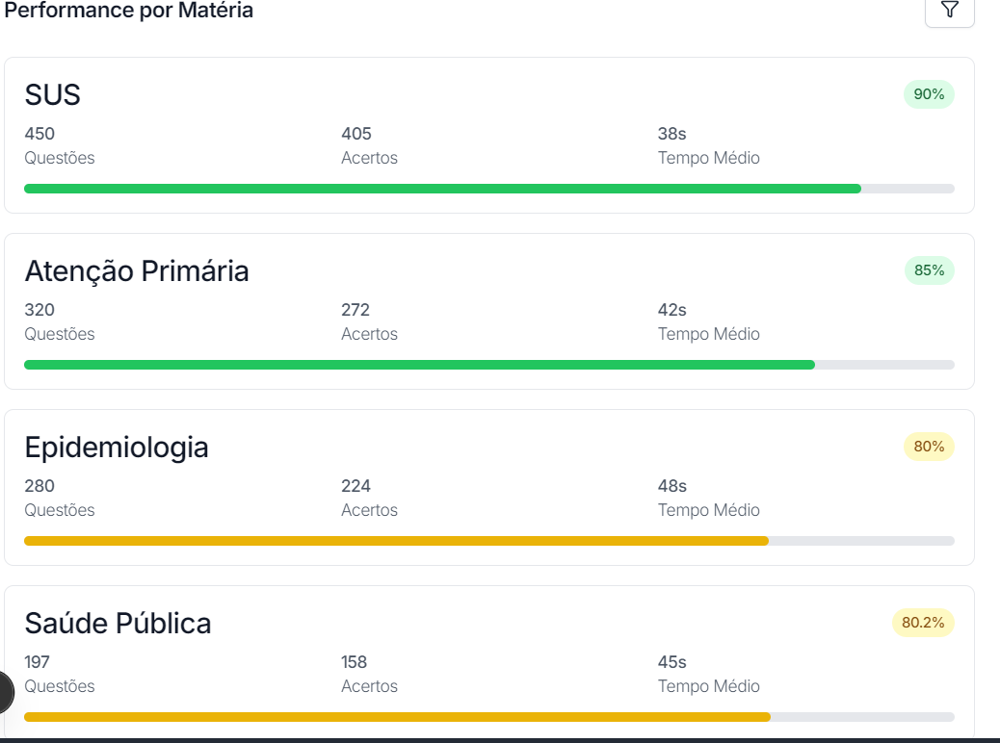 Performance por Matéria
SUS
90%
450
405
38s
Questões
Acertos
Tempo Médio
Atenção Primária
85%
320
272
42s
Questões
Acertos
Tempo Médio
Epidemiologia
80%
280
224
48s
Questões
Acertos
Tempo Médio
Saúde Pública
80.2%
197
158
45s
Questões
Acertos
Tempo Médio